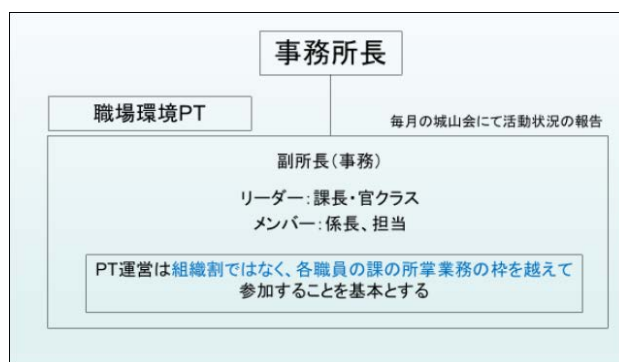 事務所長
職場環境PT
毎月の城山会にて活動状況の報告
副所長（事務）
リーダー：課長・官クラス
メンバー：係長、担当
PT運営は組織割ではなく、各職員の課の所掌業務の枠を越えて
参加することを基本とする